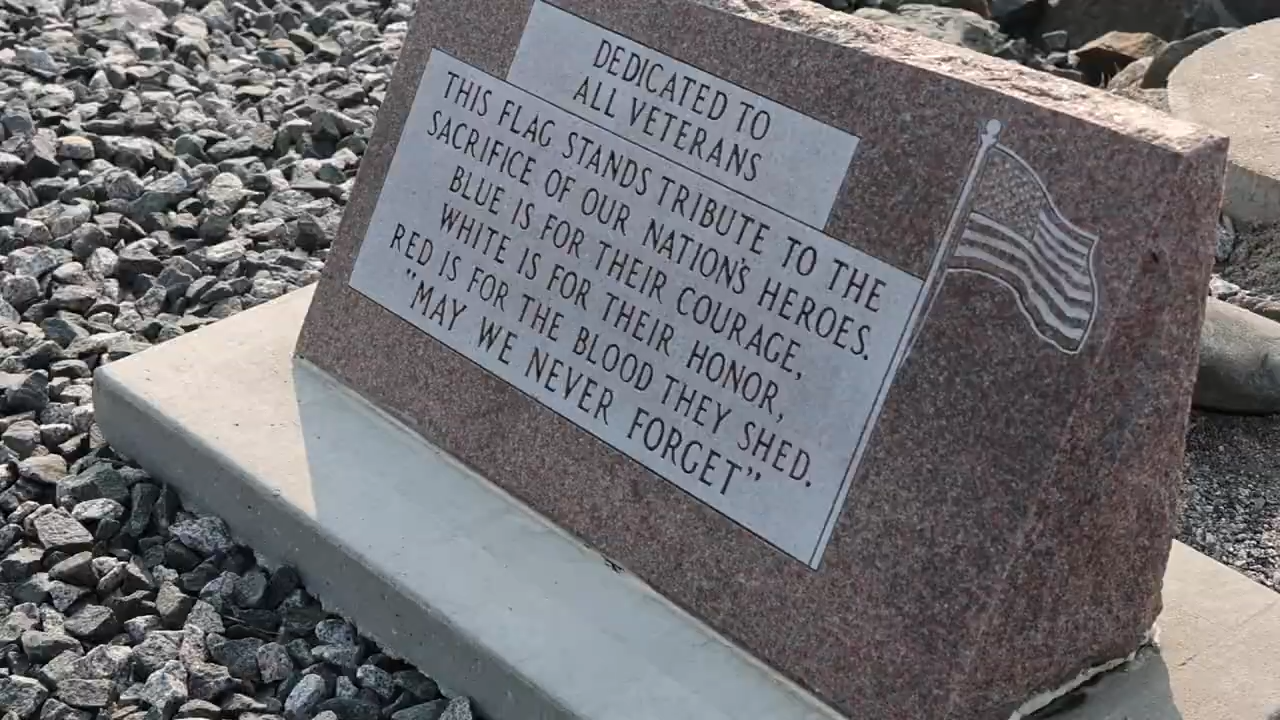 DEDICATED TO
ALL VETERANS
THIS FLAG STANDS TRIBUTE TO THE
SACRIFICE OF OUR NATION'S HEROES.
BLUE IS FOR THEIR COURAGE,
WHITE IS FOR THEIR HONOR,
RED IS FOR THE BLOOD THEY SHED.
"MAY WE NEVER FORGET"